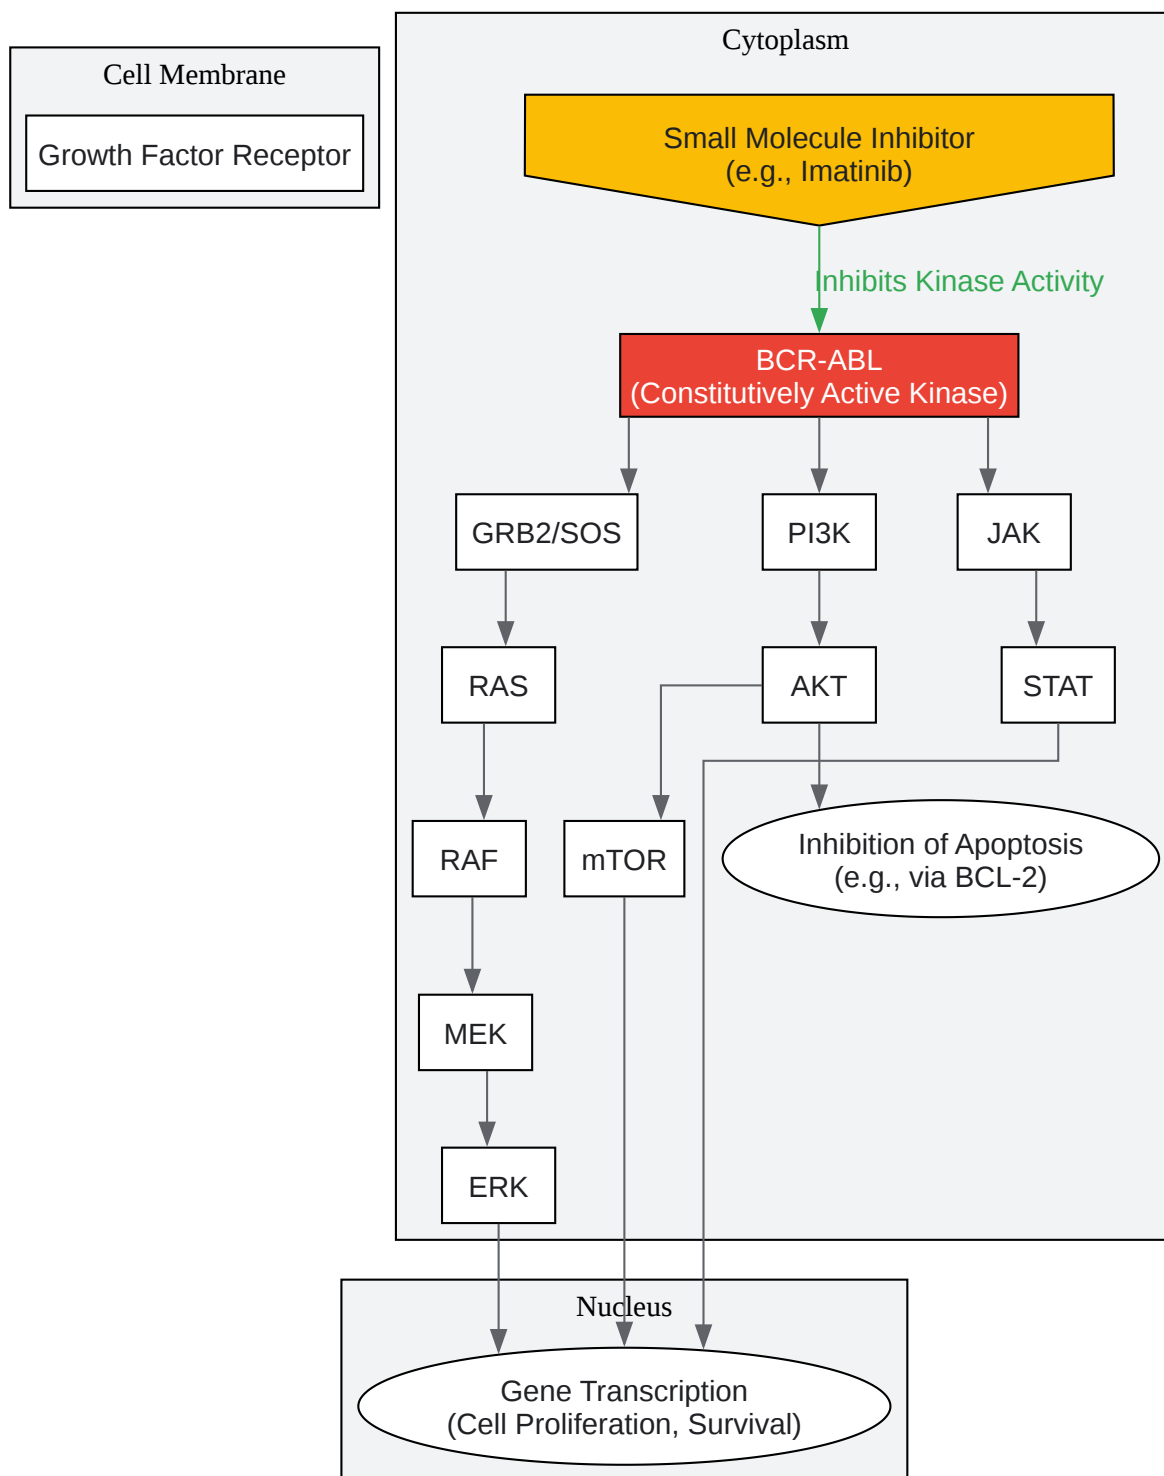 Cell Membrane
Growth Factor Receptor
Cytoplasm
Small Molecule Inhibitor
(e.g., Imatinib)
Inhibits Kinase Activity
BCR-ABL
(Constitutively Active Kinase)
GRB2/SOS
PI3K
JAK
RAS
AKT
STAT
RAF
mTOR
Inhibition of Apoptosis
(e.g., via BCL-2)
MEK
ERK
Nucleus
Gene Transcription
(Cell Proliferation, Survival)